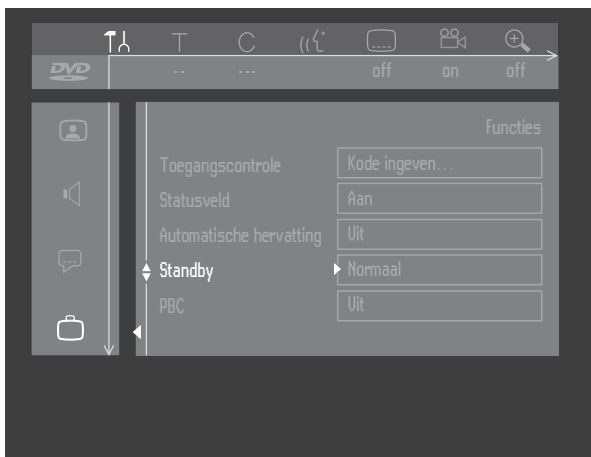 T C
DVD -- --- off on off
Functies
Toegangscontrole Kode ingeven...
Statusveld Aan
Automatische hervatting Uit
Standby Normaal
PBC Uit